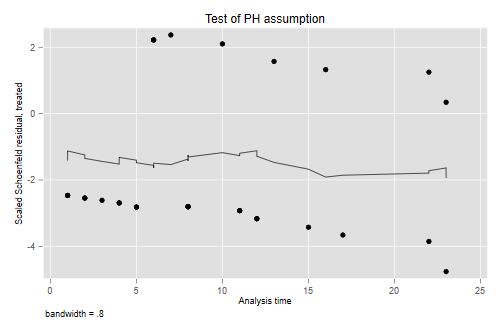 Test of PH assumption
Scaled Schoenfeld residual, treated
2
0
-2
-4
0 5 10 15 20 25
Analysis time
bandwidth = .8